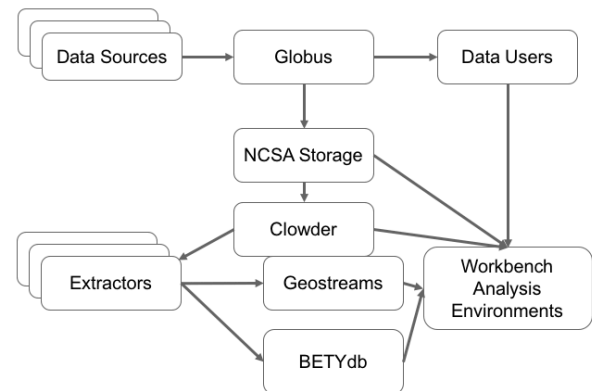 Data Sources
Globus
Data Users
NCSA Storage
Clowder
Extractors
Geostreams
Workbench
Analysis
Environments
BETYdb